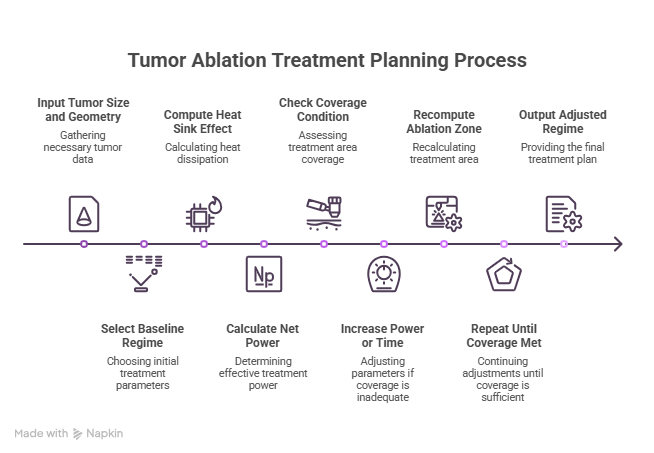 Tumor Ablation Treatment Planning Process
Input Tumor Size
and Geometry
Gathering
necessary tumor
data
Compute Heat
Sink Effect
Calculating heat
dissipation
Check Coverage
Condition
Assessing
treatment area
coverage
Recompute
Ablation Zone
Recalculating
treatment area
Output Adjusted
Regime
Providing the final
treatment plan
Np
Select Baseline
Regime
Choosing initial
treatment
parameters
Calculate Net
Power
Determining
effective treatment
power
Increase Power
or Time
Adjusting
parameters if
coverage is
inadequate
Repeat Until
Coverage Met
Continuing
adjustments until
coverage is
sufficient
Made with Napkin